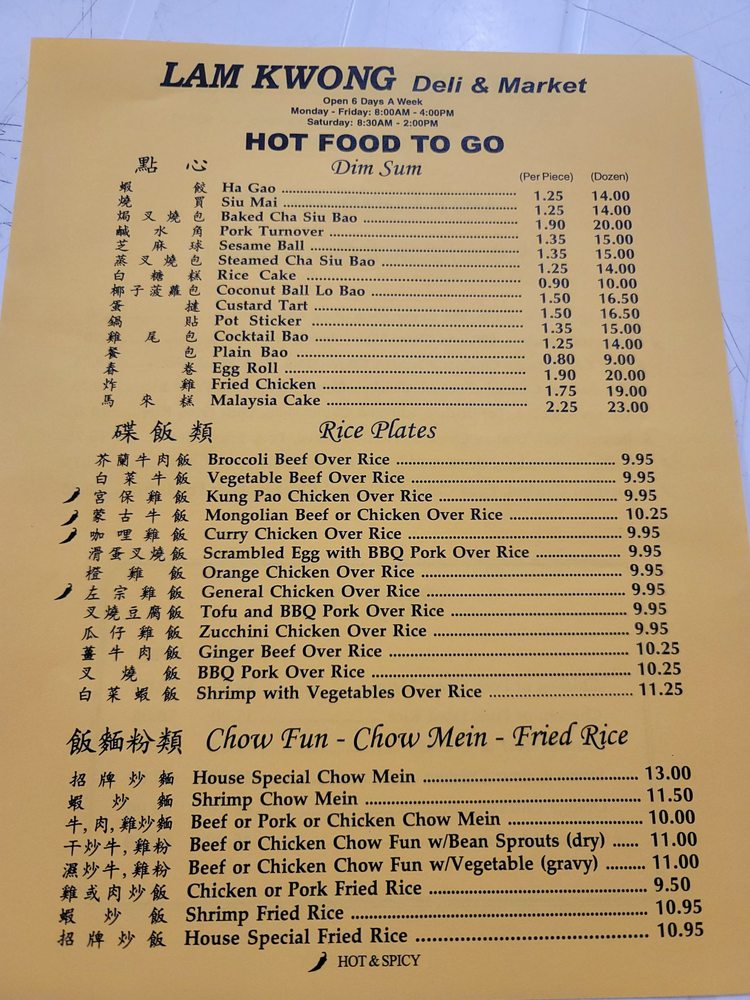 LAM KWONG Deli & Market
Open 6 Days A Week
Monday - Friday: 8:00AM - 4:00PM
Saturday: 8:30AM - 2:00PM
HOT FOOD TO GO
點心 Dim Sum (Per Piece) (Dozen)
蝦餃 Ha Gao 1.25 14.00
燒買 Siu Mai 1.25 14.00
焗叉燒包 Baked Cha Siu Bao 1.90 20.00
鹹水角 Pork Turnover 1.35 15.00
芝麻球 Sesame Ball 1.35 15.00
蒸叉燒包 Steamed Cha Siu Bao 1.25 14.00
白糖糕 Rice Cake 0.90 10.00
椰子菠蘿包 Coconut Ball Lo Bao 1.50 16.50
蛋撻 Custard Tart 1.50 16.50
鍋貼 Pot Sticker 1.35 15.00
雞尾包 Cocktail Bao 1.25 14.00
餐包 Plain Bao 0.80 9.00
春卷 Egg Roll 1.90 20.00
炸雞 Fried Chicken 1.75 19.00
馬來糕 Malaysia Cake 2.25 23.00
碟飯類 Rice Plates
芥蘭牛肉飯 Broccoli Beef Over Rice 9.95
白菜牛飯 Vegetable Beef Over Rice 9.95
宮保雞飯 Kung Pao Chicken Over Rice 9.95
蒙古牛飯 Mongolian Beef or Chicken Over Rice 10.25
咖哩雞飯 Curry Chicken Over Rice 9.95
滑蛋叉燒飯 Scrambled Egg with BBQ Pork Over Rice 9.95
橙雞飯 Orange Chicken Over Rice 9.95
左宗雞飯 General Chicken Over Rice 9.95
叉燒豆腐飯 Tofu and BBQ Pork Over Rice 9.95
瓜仔雞飯 Zucchini Chicken Over Rice 9.95
薑牛肉飯 Ginger Beef Over Rice 10.25
叉燒飯 BBQ Pork Over Rice 10.25
白菜蝦飯 Shrimp with Vegetables Over Rice 11.25
飯麵粉類 Chow Fun - Chow Mein - Fried Rice
招牌炒麵 House Special Chow Mein 13.00
蝦炒麵 Shrimp Chow Mein 11.50
牛,肉,雞炒麵 Beef or Pork or Chicken Chow Mein 10.00
干炒牛,雞粉 Beef or Chicken Chow Fun w/Bean Sprouts (dry) 11.00
濕炒牛,雞粉 Beef or Chicken Chow Fun w/Vegetable (gravy) 11.00
雞或肉炒飯 Chicken or Pork Fried Rice 9.50
蝦炒飯 Shrimp Fried Rice 10.95
招牌炒飯 House Special Fried Rice 10.95
HOT & SPICY